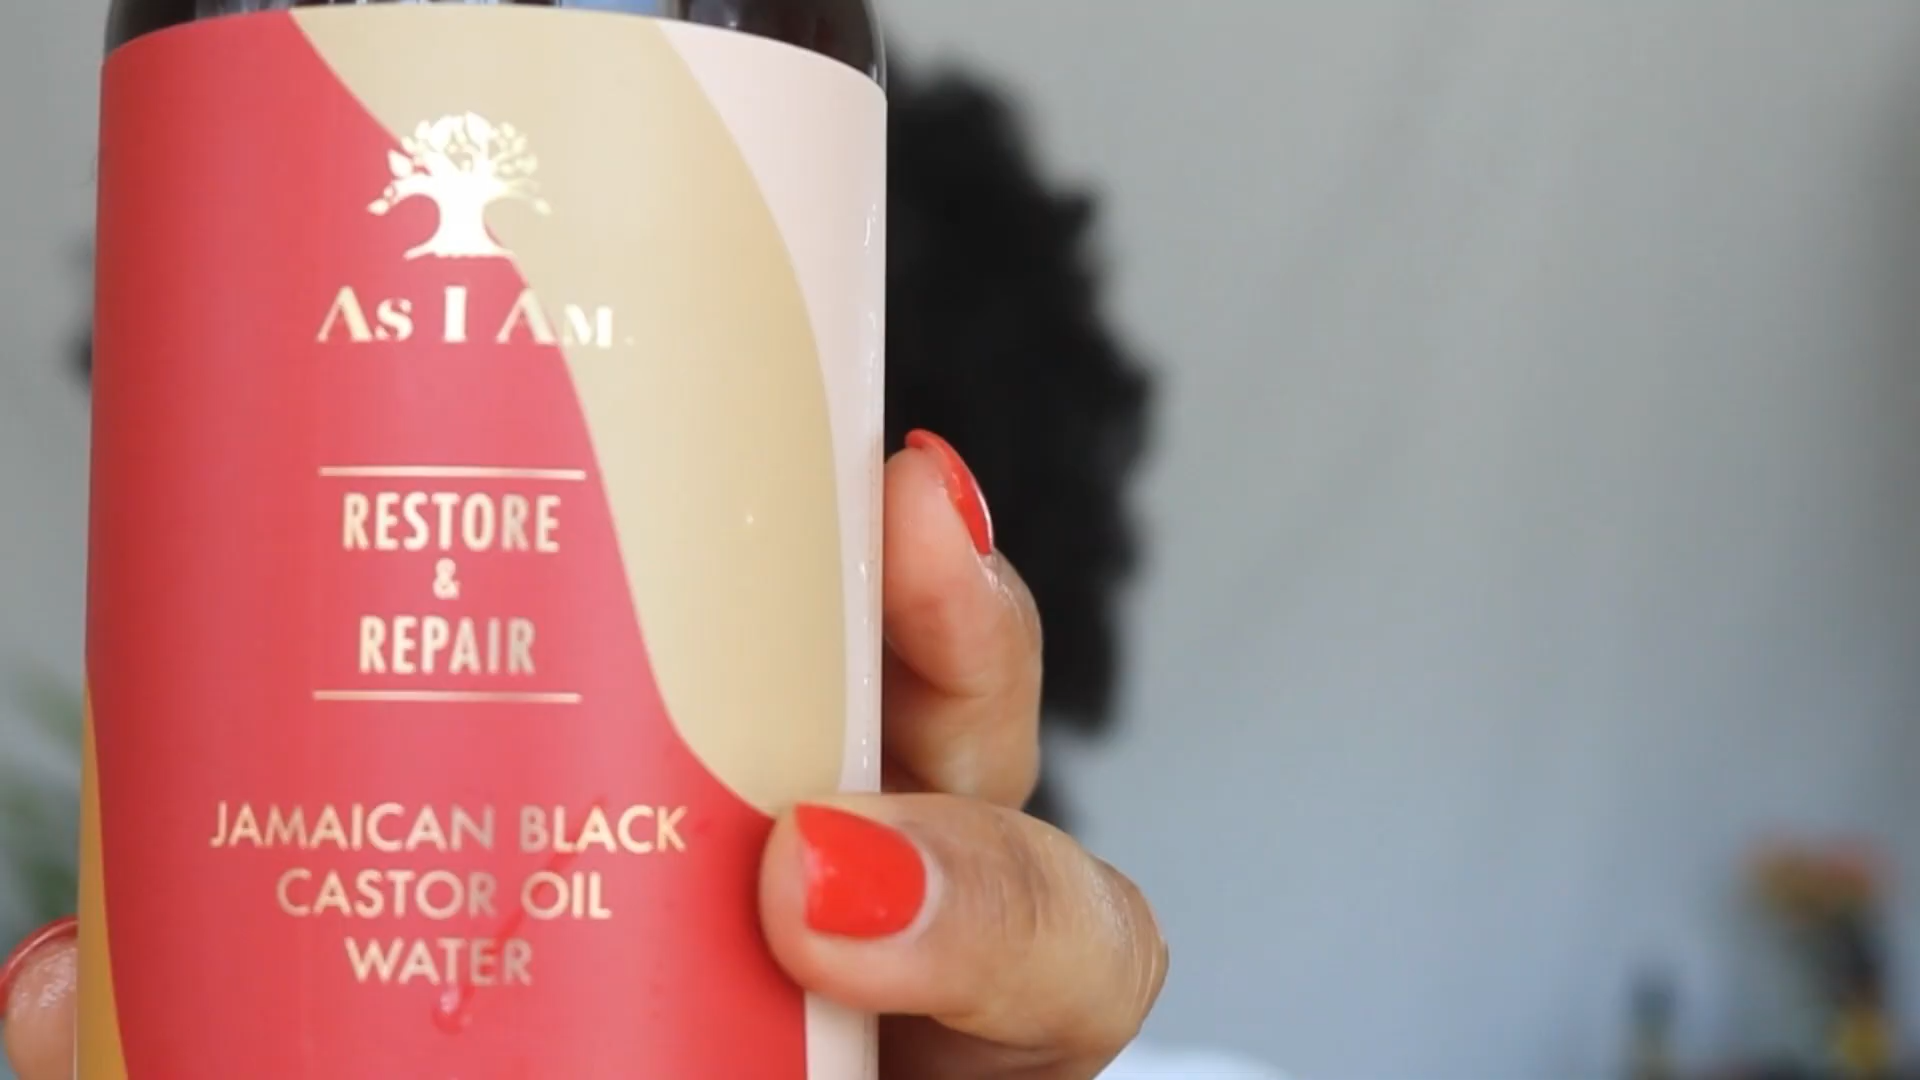 As I Am
RESTORE
&
REPAIR
JAMAICAN BLACK
CASTOR OIL
WATER